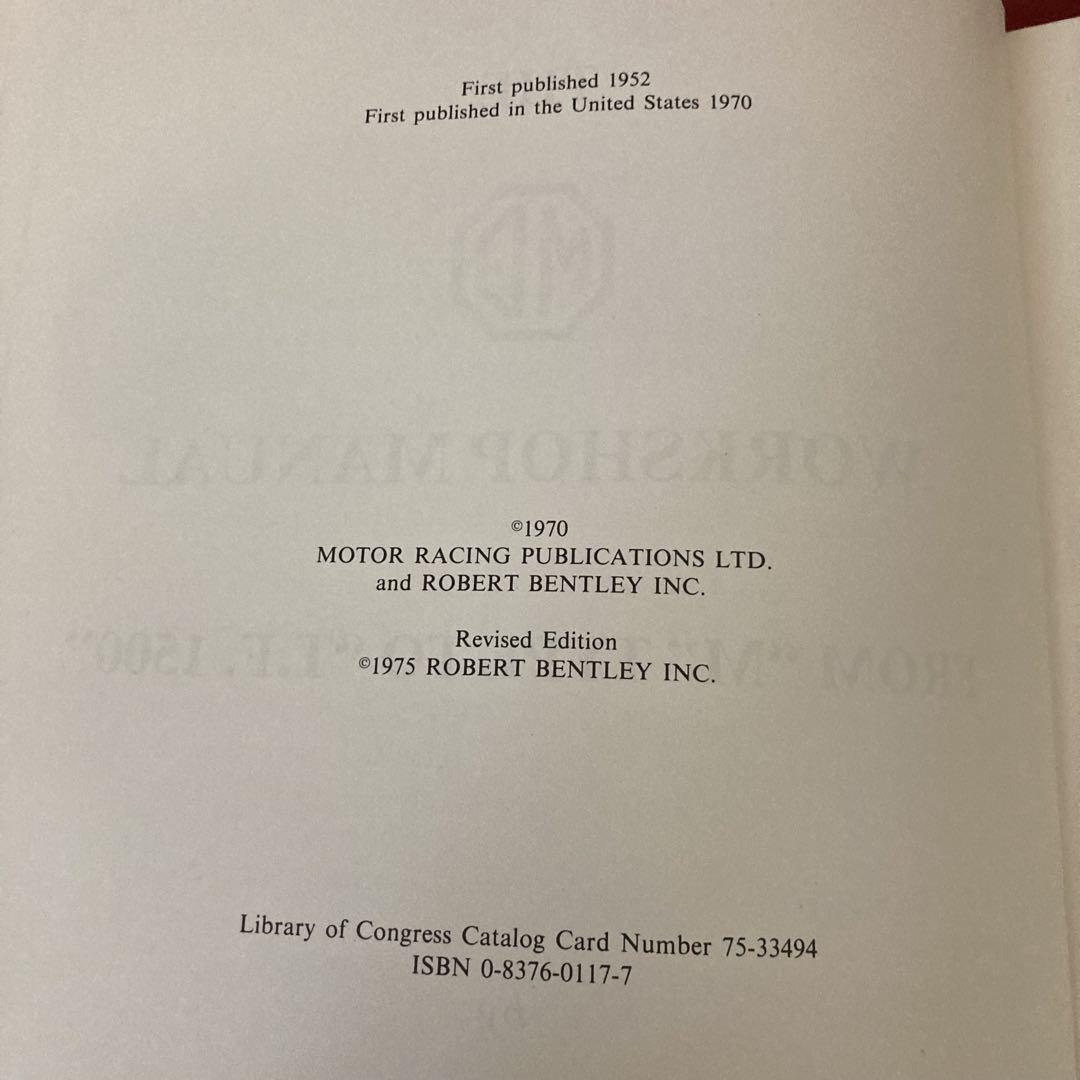 First published 1952
First published in the United States 1970
©1970
MOTOR RACING PUBLICATIONS LTD.
and ROBERT BENTLEY INC.
Revised Edition
©1975 ROBERT BENTLEY INC.
Library of Congress Catalog Card Number 75-33494
ISBN 0-8376-0117-7